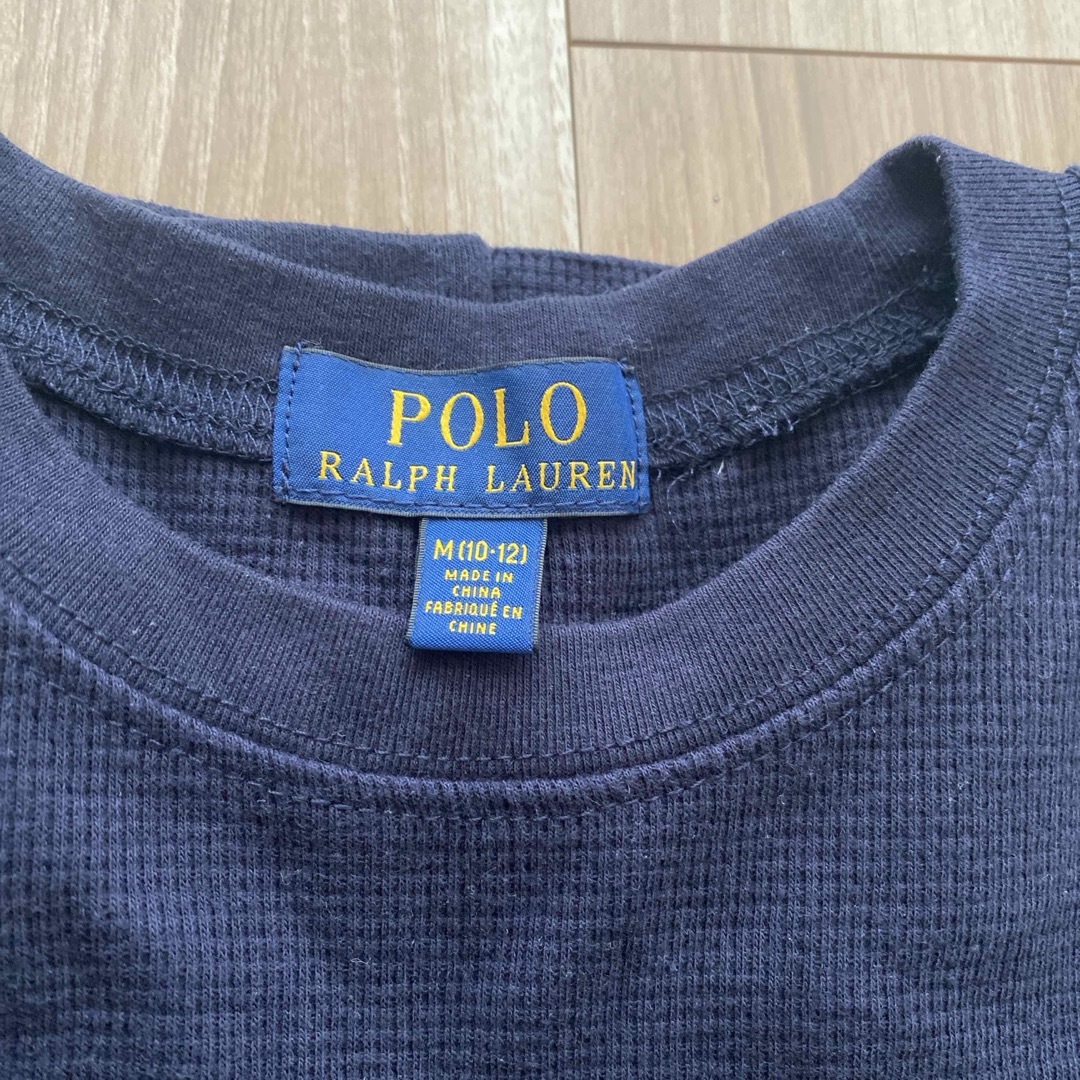 POLO
RALPH LAUREN
M(10-12)
MADE IN
CHINA
FABRIQUÉ EN
CHINE